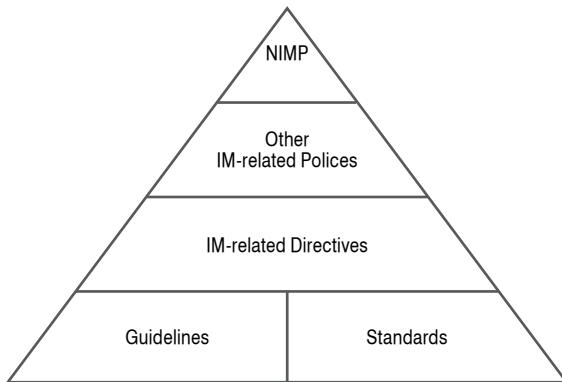 NIMP
Other
IM-related Polices
IM-related Directives
Guidelines
Standards